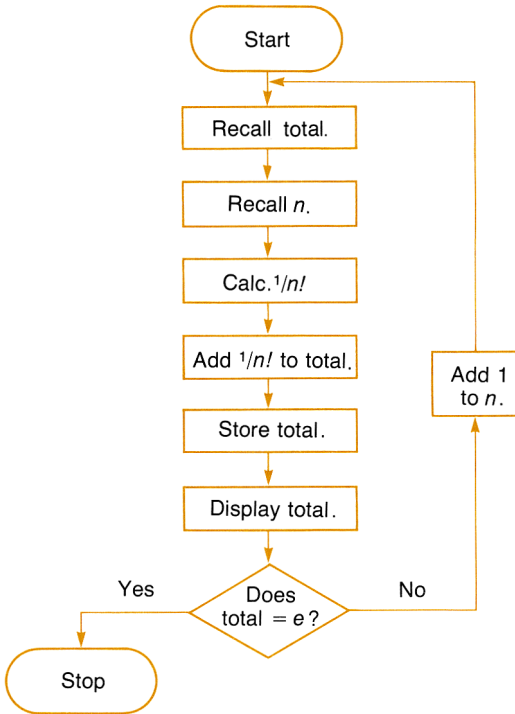 Start
Recall total.
Recall n.
Calc. ¹/n!
Add ¹/n! to total.
Store total.
Display total.
Does
total = e?
Yes
No
Add 1
to n.
Stop